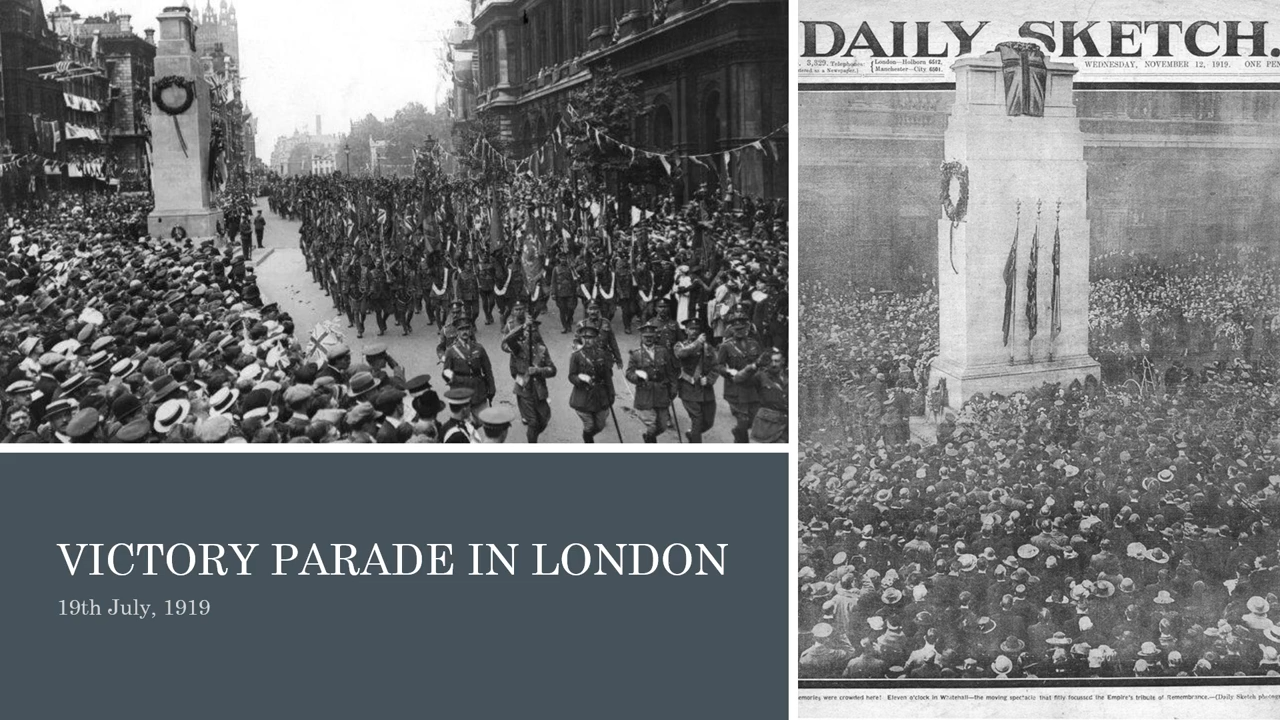 DAILY SKETCH.
3,329. Telephones: London—Holborn 6512. Manchester—City 6501.
WEDNESDAY, NOVEMBER 12, 1919. ONE PEN
VICTORY PARADE IN LONDON
19th July, 1919
emories were crowded here! Eleven o'clock in Whitehall—the moving spectacle that fitly focussed the Empire's tribute of Remembrance.—(Daily Sketch photog